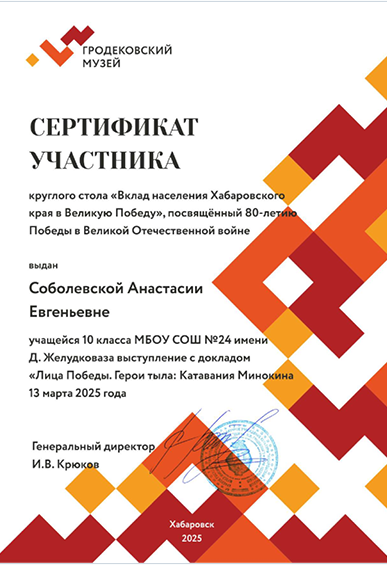 ГРОДЕКОВСКИЙ
МУЗЕЙ
СЕРТИФИКАТ
УЧАСТНИКА
круглого стола «Вклад населения Хабаровского
края в Великую Победу», посвящённый 80-летию
Победы в Великой Отечественной войне
выдан
Соболевской Анастасии
Евгеньевне
учащейся 10 класса МБОУ СОШ №24 имени
Д. Желудковаза выступление с докладом
«Лица Победы. Герои тыла: Катавания Минокина
13 марта 2025 года
Генеральный директор
И.В. Крюков
Хабаровск
2025